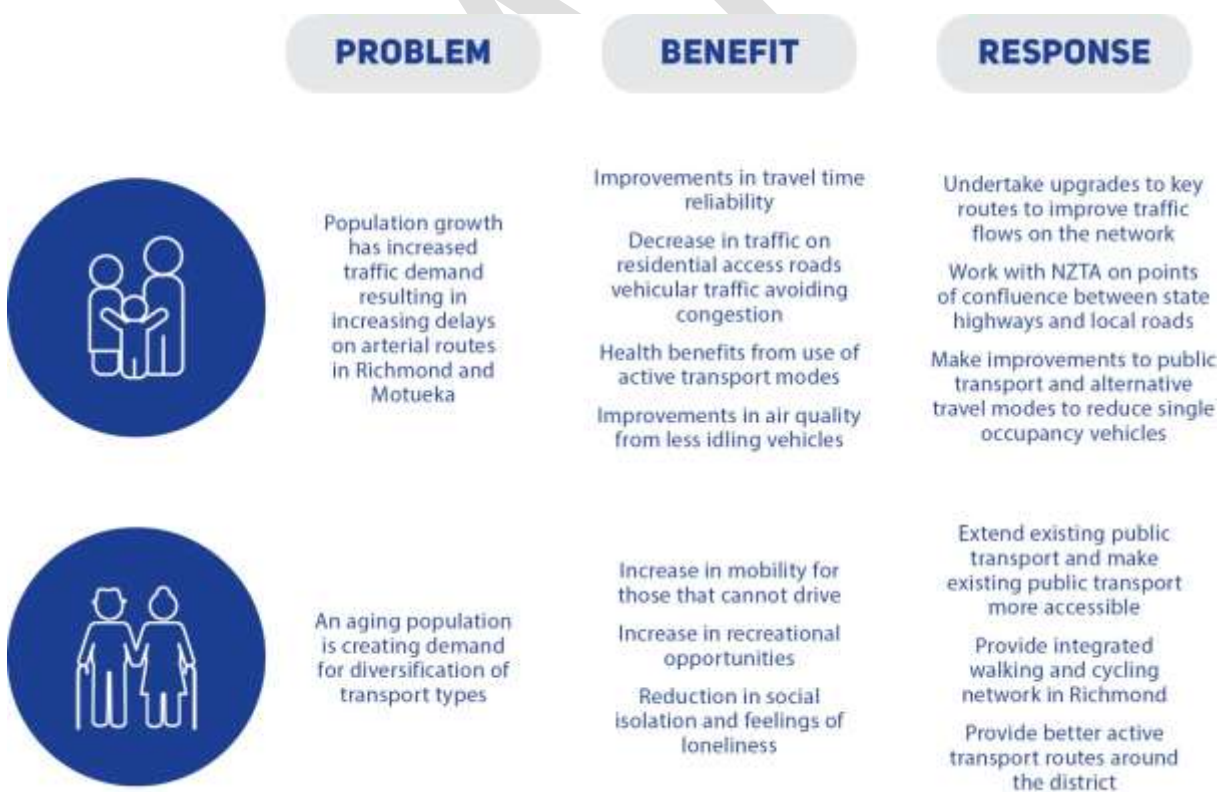 PROBLEM
BENEFIT
RESPONSE
Population growth
has increased
traffic demand
resulting in
increasing delays
on arterial routes
in Richmond and
Motueka
Improvements in travel time
reliability
Decrease in traffic on
residential access roads
vehicular traffic avoiding
congestion
Health benefits from use of
active transport modes
Improvements in air quality
from less idling vehicles
Undertake upgrades to key
routes to improve traffic
flows on the network
Work with NZTA on points
of confluence between state
highways and local roads
Make improvements to public
transport and alternative
travel modes to reduce single
occupancy vehicles
An aging population
is creating demand
for diversification of
transport types
Increase in mobility for
those that cannot drive
Increase in recreational
opportunities
Reduction in social
isolation and feelings of
loneliness
Extend existing public
transport and make
existing public transport
more accessible
Provide integrated
walking and cycling
network in Richmond
Provide better active
transport routes around
the district